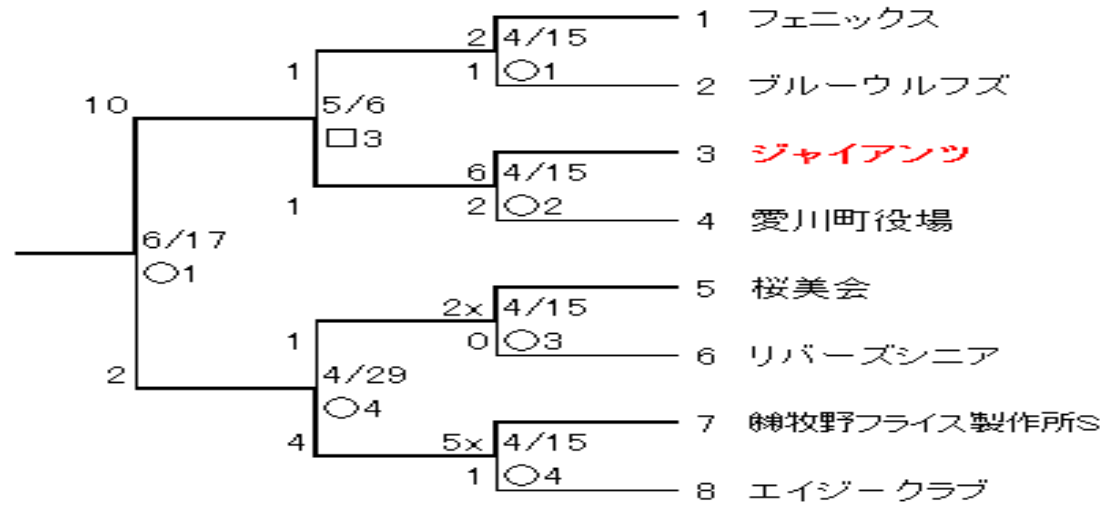 1 フェニックス
2 4/15
1 ○1
1
2 ブルーウルフズ
10
5/6
□3
3 ジャイアンツ
6 4/15
1
2 ○2
4 愛川町役場
6/17
○1
5 桜美会
2x 4/15
1
0 ○3
6 リバーズシニア
2
4/29
○4
7 ㈱牧野フライス製作所S
4
5x 4/15
1 ○4
8 エイジークラブ